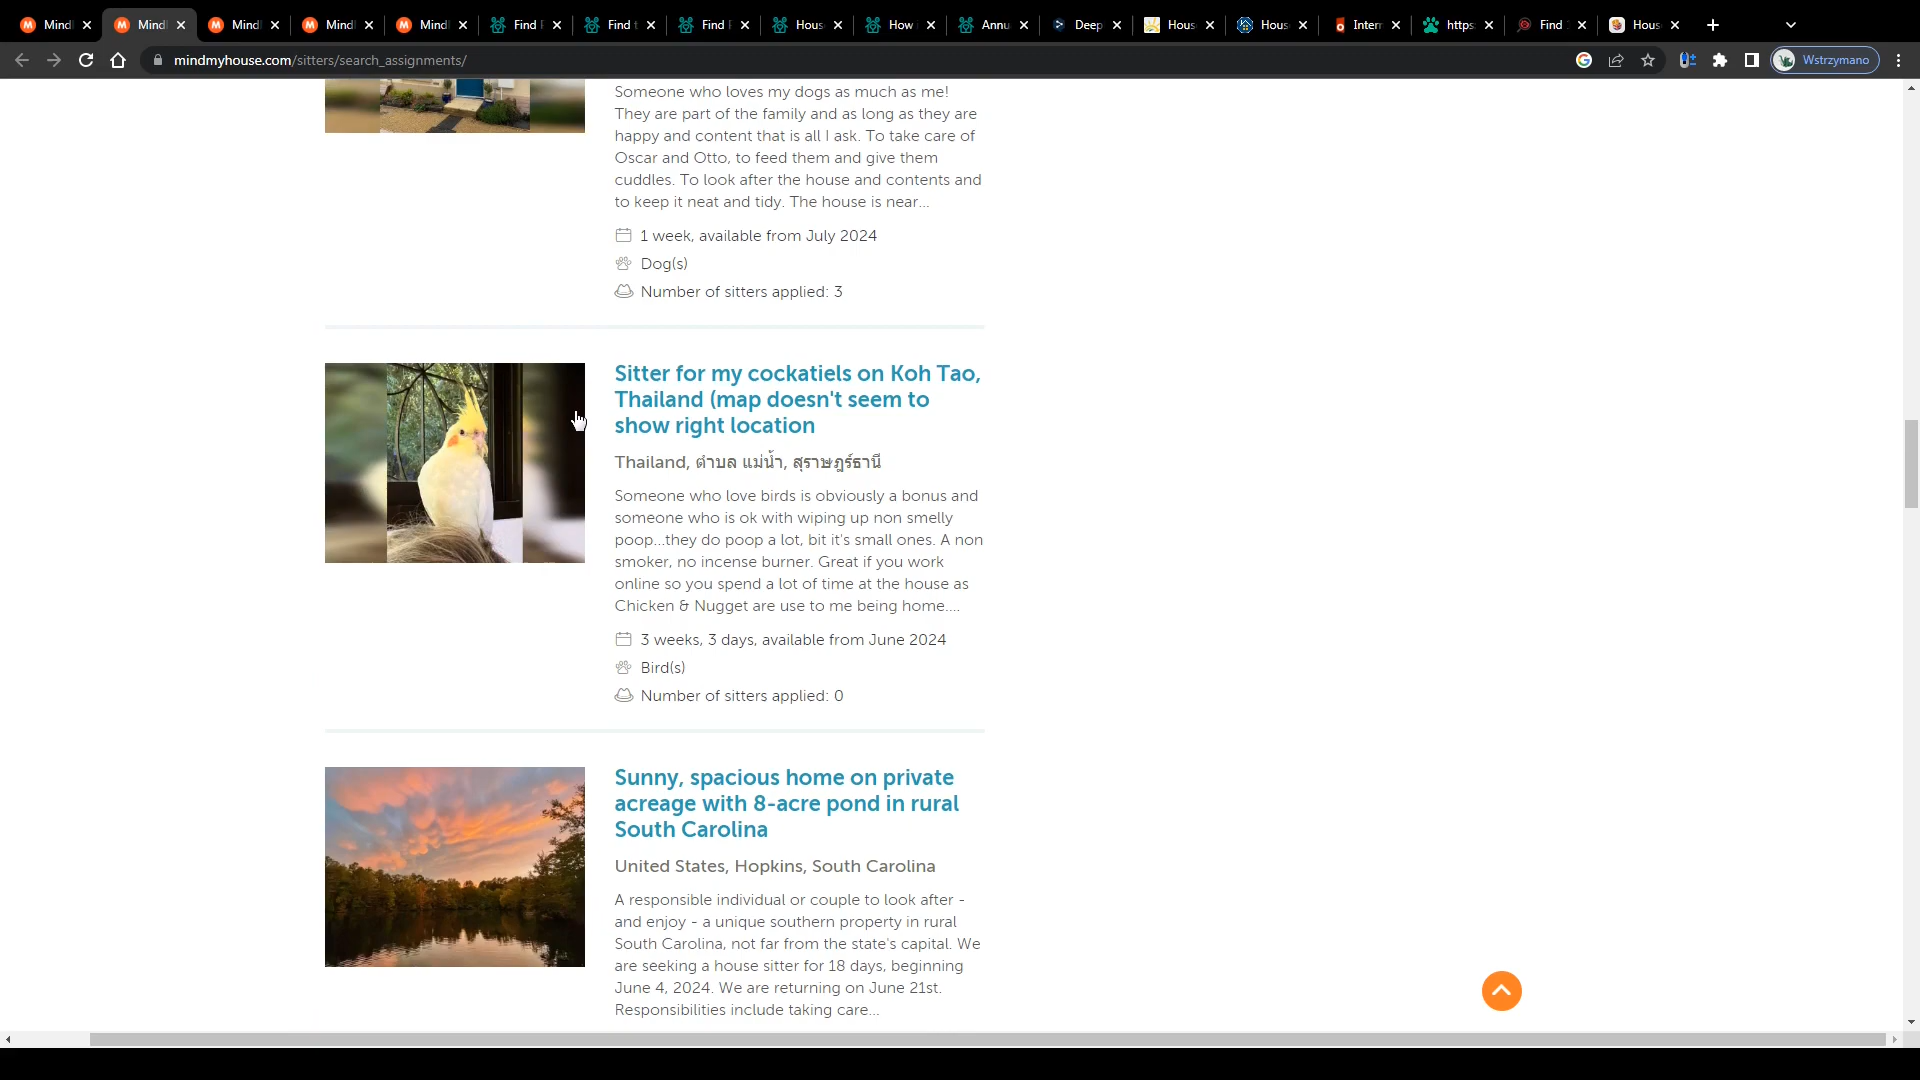 Mind
Mind
Mind
Mind
Mind
Find
Find t
Find
Hous
How
Annu
Deep
Hous
Hous
Intern
https
Find
Hous
mindmyhouse.com/sitters/search_assignments/
Wstrzymano
Someone who loves my dogs as much as me!
They are part of the family and as long as they are
happy and content that is all I ask. To take care of
Oscar and Otto, to feed them and give them
cuddles. To look after the house and contents and
to keep it neat and tidy. The house is near...
1 week, available from July 2024
Dog(s)
Number of sitters applied: 3
Sitter for my cockatiels on Koh Tao,
Thailand (map doesn't seem to
show right location
Thailand, ตำบล แม่น้ำ, สุราษฎร์ธานี
Someone who love birds is obviously a bonus and
someone who is ok with wiping up non smelly
poop...they do poop a lot, bit it's small ones. A non
smoker, no incense burner. Great if you work
online so you spend a lot of time at the house as
Chicken & Nugget are use to me being home....
3 weeks, 3 days, available from June 2024
Bird(s)
Number of sitters applied: 0
Sunny, spacious home on private
acreage with 8-acre pond in rural
South Carolina
United States, Hopkins, South Carolina
A responsible individual or couple to look after -
and enjoy - a unique southern property in rural
South Carolina, not far from the state's capital. We
are seeking a house sitter for 18 days, beginning
June 4, 2024. We are returning on June 21st.
Responsibilities include taking care...